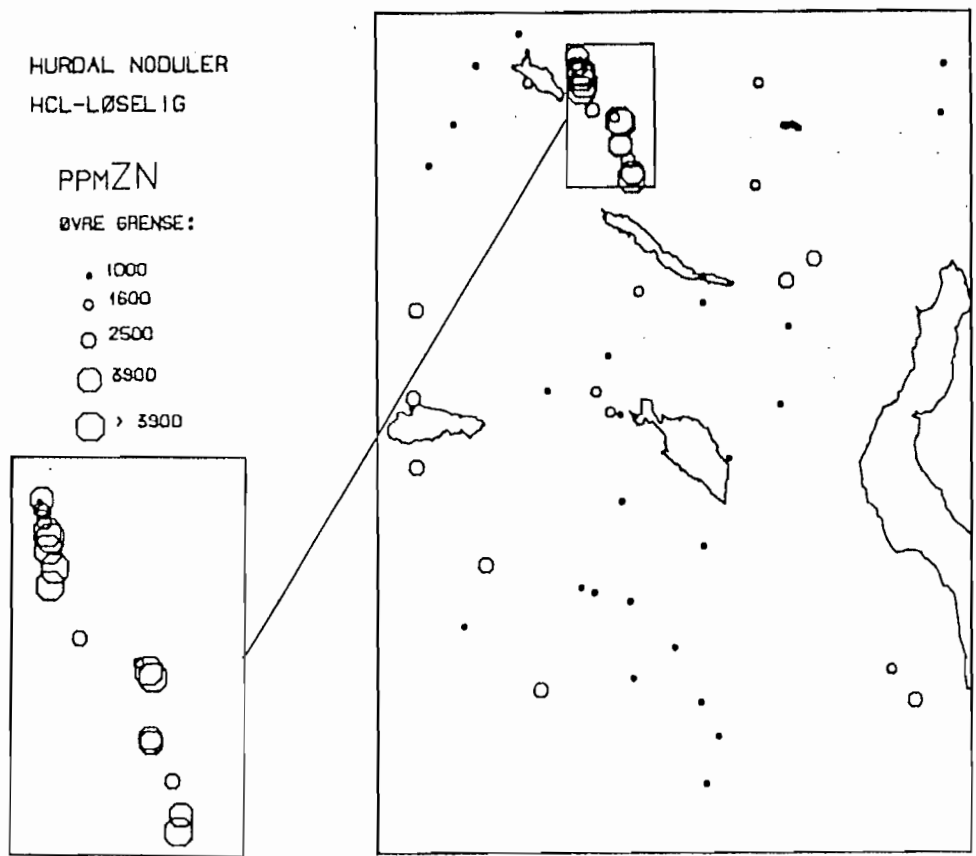 HURDAL NODULER
HCL-LØSELIG
PPMZN
ØVRE GRENSE:
1000
1600
2500
3900
> 3900